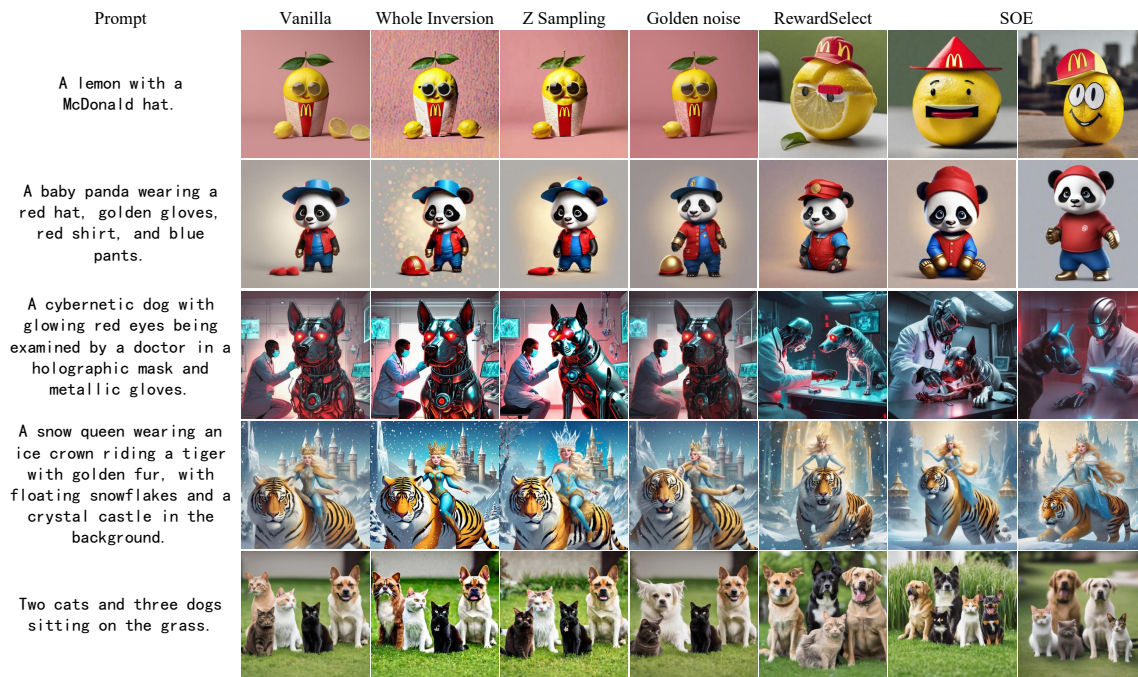 Prompt
Vanilla
Whole Inversion
Z Sampling
Golden noise
RewardSelect
SOE
A lemon with a
McDonald hat.
A baby panda wearing a
red hat, golden gloves,
red shirt, and blue
pants.
A cybernetic dog with
glowing red eyes being
examined by a doctor in a
holographic mask and
metallic gloves.
A snow queen wearing an
ice crown riding a tiger
with golden fur, with
floating snowflakes and a
crystal castle in the
background.
Two cats and three dogs
sitting on the grass.